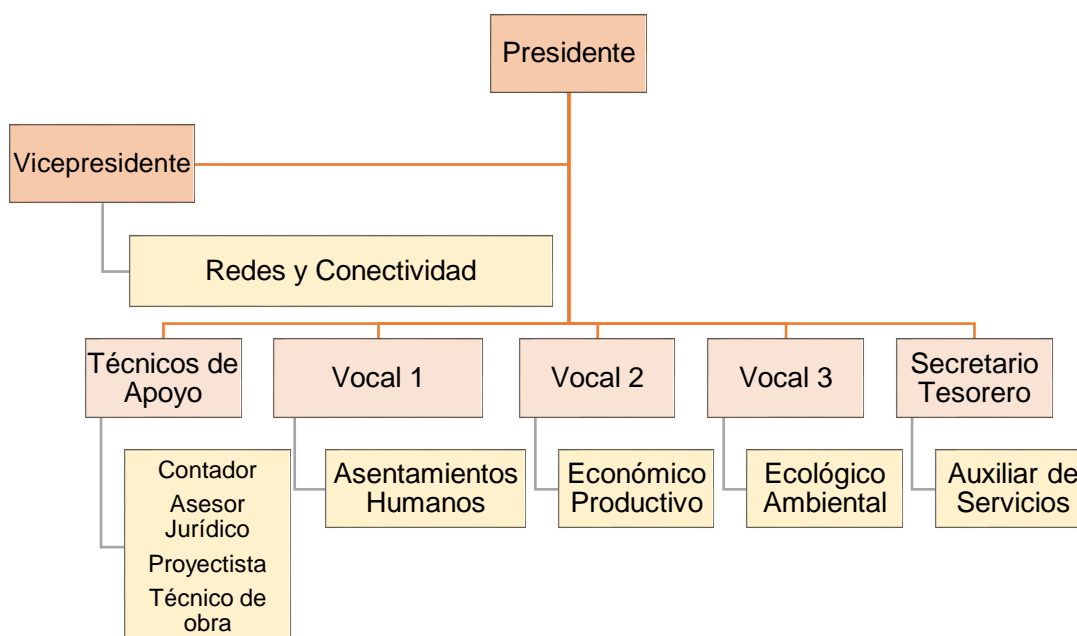 Presidente
Vicepresidente
Redes y Conectividad
Técnicos de
Apoyo
Vocal 1
Vocal 2
Vocal 3
Secretario
Tesorero
Contador
Asesor
Jurídico
Proyectista
Técnico de
obra
Asentamientos
Humanos
Económico
Productivo
Ecológico
Ambiental
Auxiliar de
Servicios